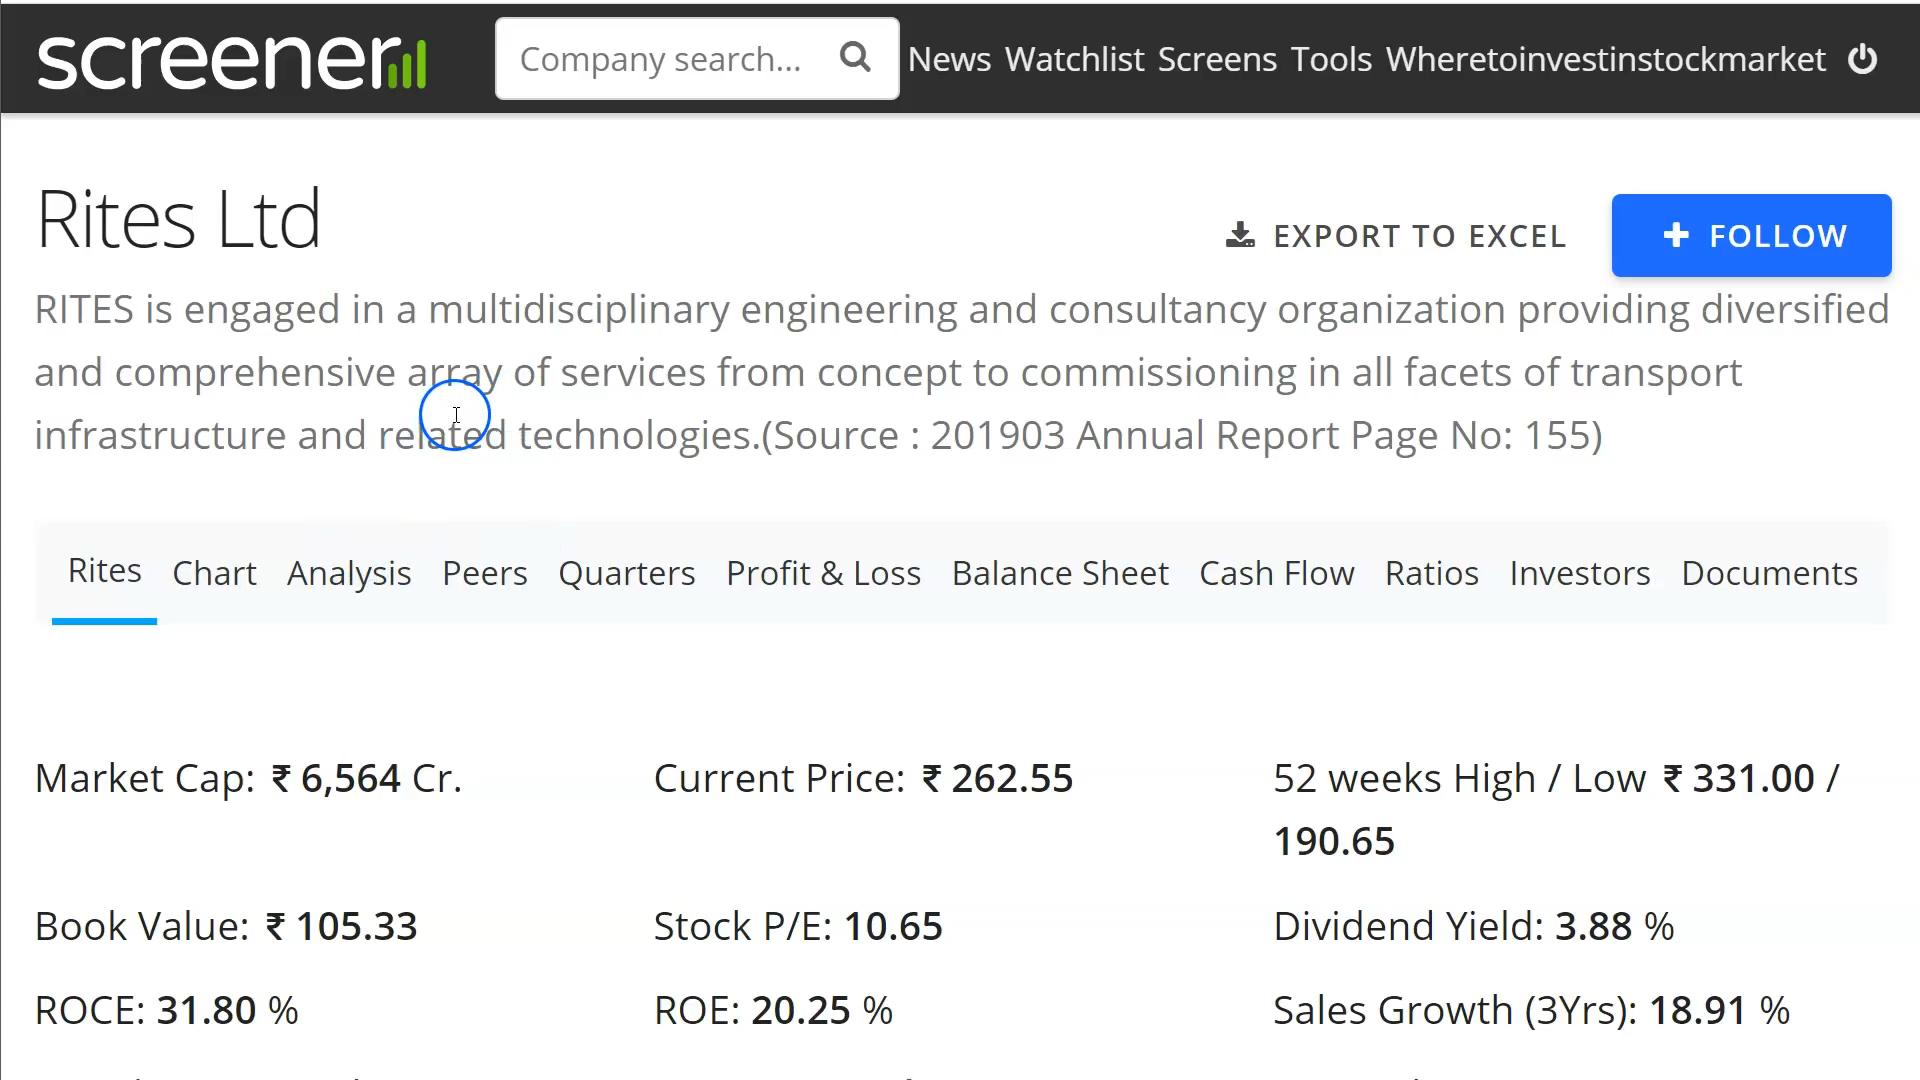 screener
Company search...
News Watchlist Screens Tools Wheretoinvestinstockmarket
Rites Ltd
EXPORT TO EXCEL
FOLLOW
RITES is engaged in a multidisciplinary engineering and consultancy organization providing diversified
and comprehensive array of services from concept to commissioning in all facets of transport
infrastructure and related technologies.(Source : 201903 Annual Report Page No: 155)
Rites Chart Analysis Peers Quarters Profit & Loss Balance Sheet Cash Flow Ratios Investors Documents
Market Cap: ₹ 6,564 Cr.
Current Price: ₹ 262.55
52 weeks High / Low ₹ 331.00 /
190.65
Book Value: ₹ 105.33
Stock P/E: 10.65
Dividend Yield: 3.88 %
ROCE: 31.80 %
ROE: 20.25 %
Sales Growth (3Yrs): 18.91 %